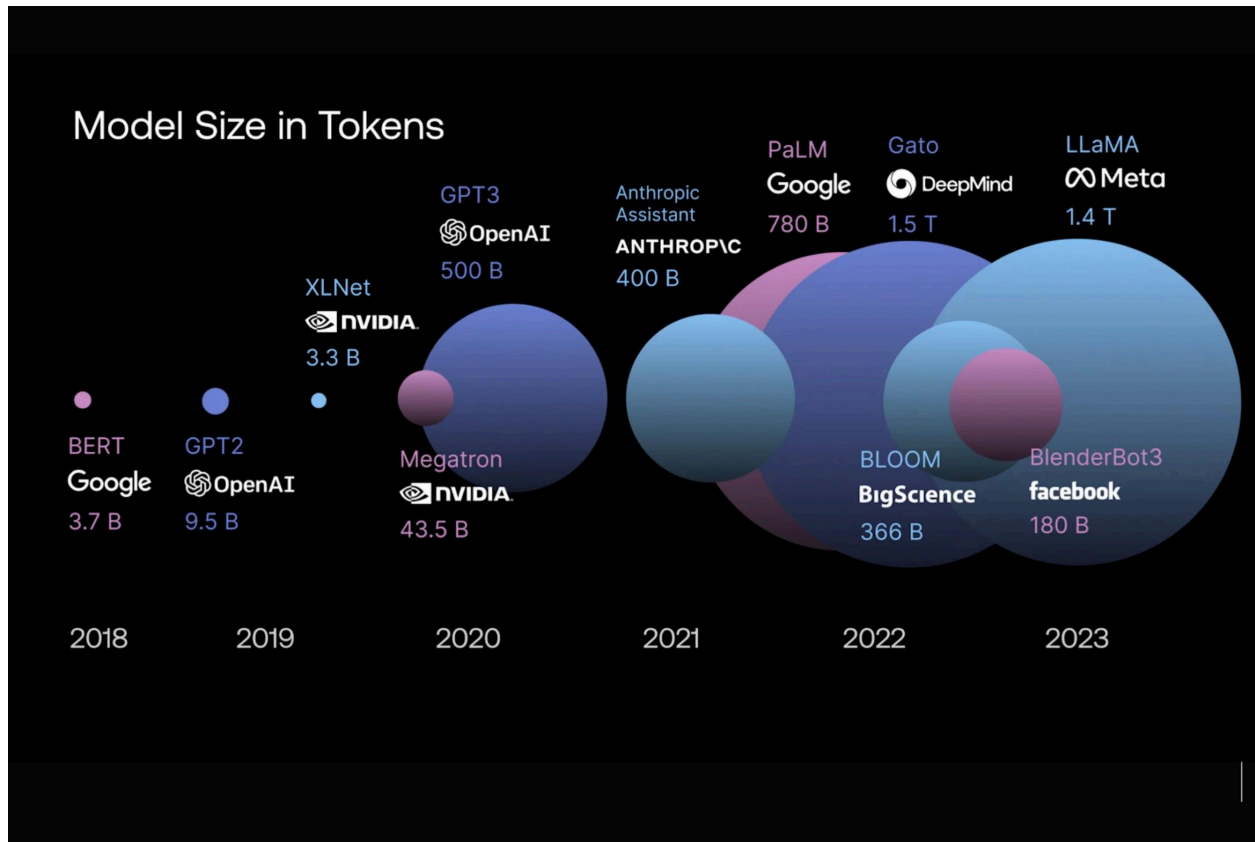 Model Size in Tokens
BERT
Google
3.7 B
GPT2
OpenAI
9.5 B
XLNet
NVIDIA.
3.3 B
Megatron
NVIDIA.
43.5 B
GPT3
OpenAI
500 B
Anthropic
Assistant
ANTHROP\C
400 B
PaLM
Google
780 B
Gato
DeepMind
1.5 T
BLOOM
BigScience
366 B
BlenderBot3
facebook
180 B
LLaMA
Meta
1.4 T
2018
2019
2020
2021
2022
2023